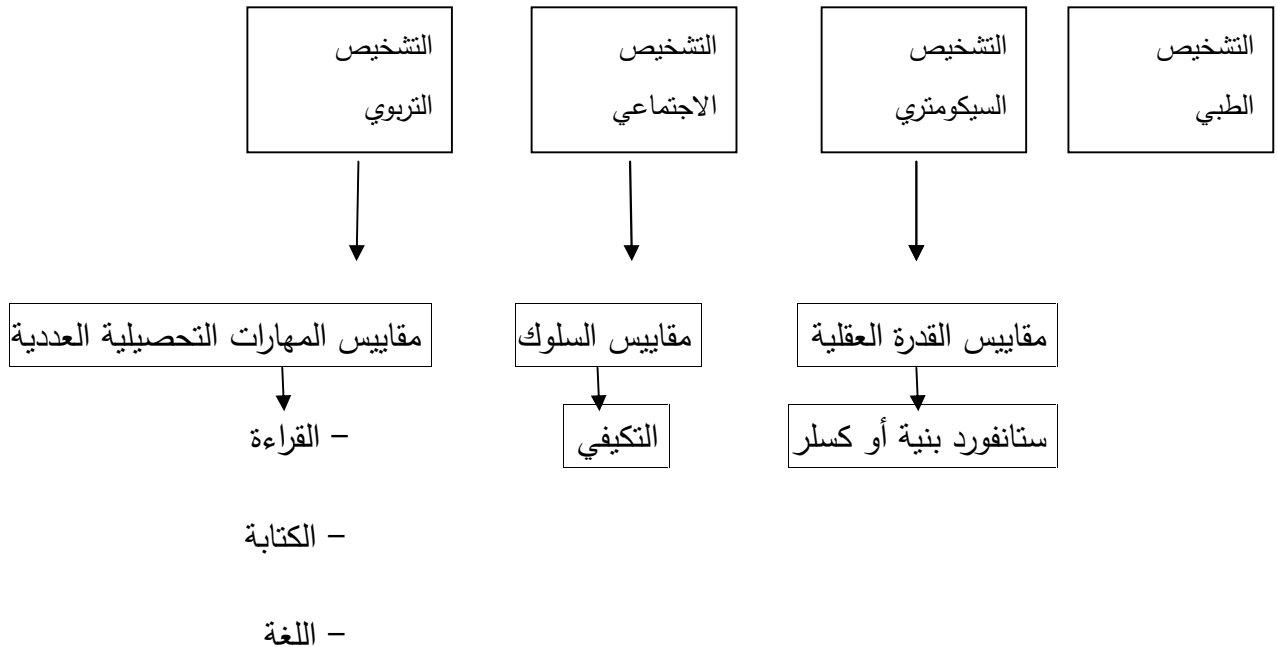 التشخيص
الطبي
التشخيص
السيكومتري
التشخيص
الاجتماعي
التشخيص
التربوي
مقاييس القدرة العقلية
مقاييس السلوك
مقاييس المهارات التحصيلية العددية
ستانفورد بنية أو كسلر
التكيفي
– القراءة
– الكتابة
– اللغة